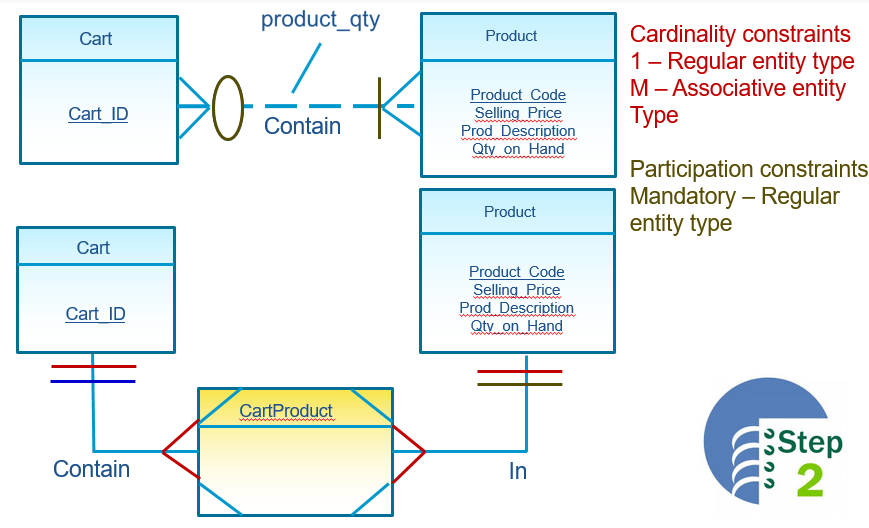 product_qty
Cart
Cart_ID
Contain
Product
Product_Code
Selling_Price
Prod_Description
Qty_on_Hand
Cardinality constraints
1 – Regular entity type
M – Associative entity
Type
Participation constraints
Mandatory – Regular
entity type
Cart
Cart_ID
Product
Product_Code
Selling_Price
Prod_Description
Qty_on_Hand
CartProduct
Contain
In
Step
2